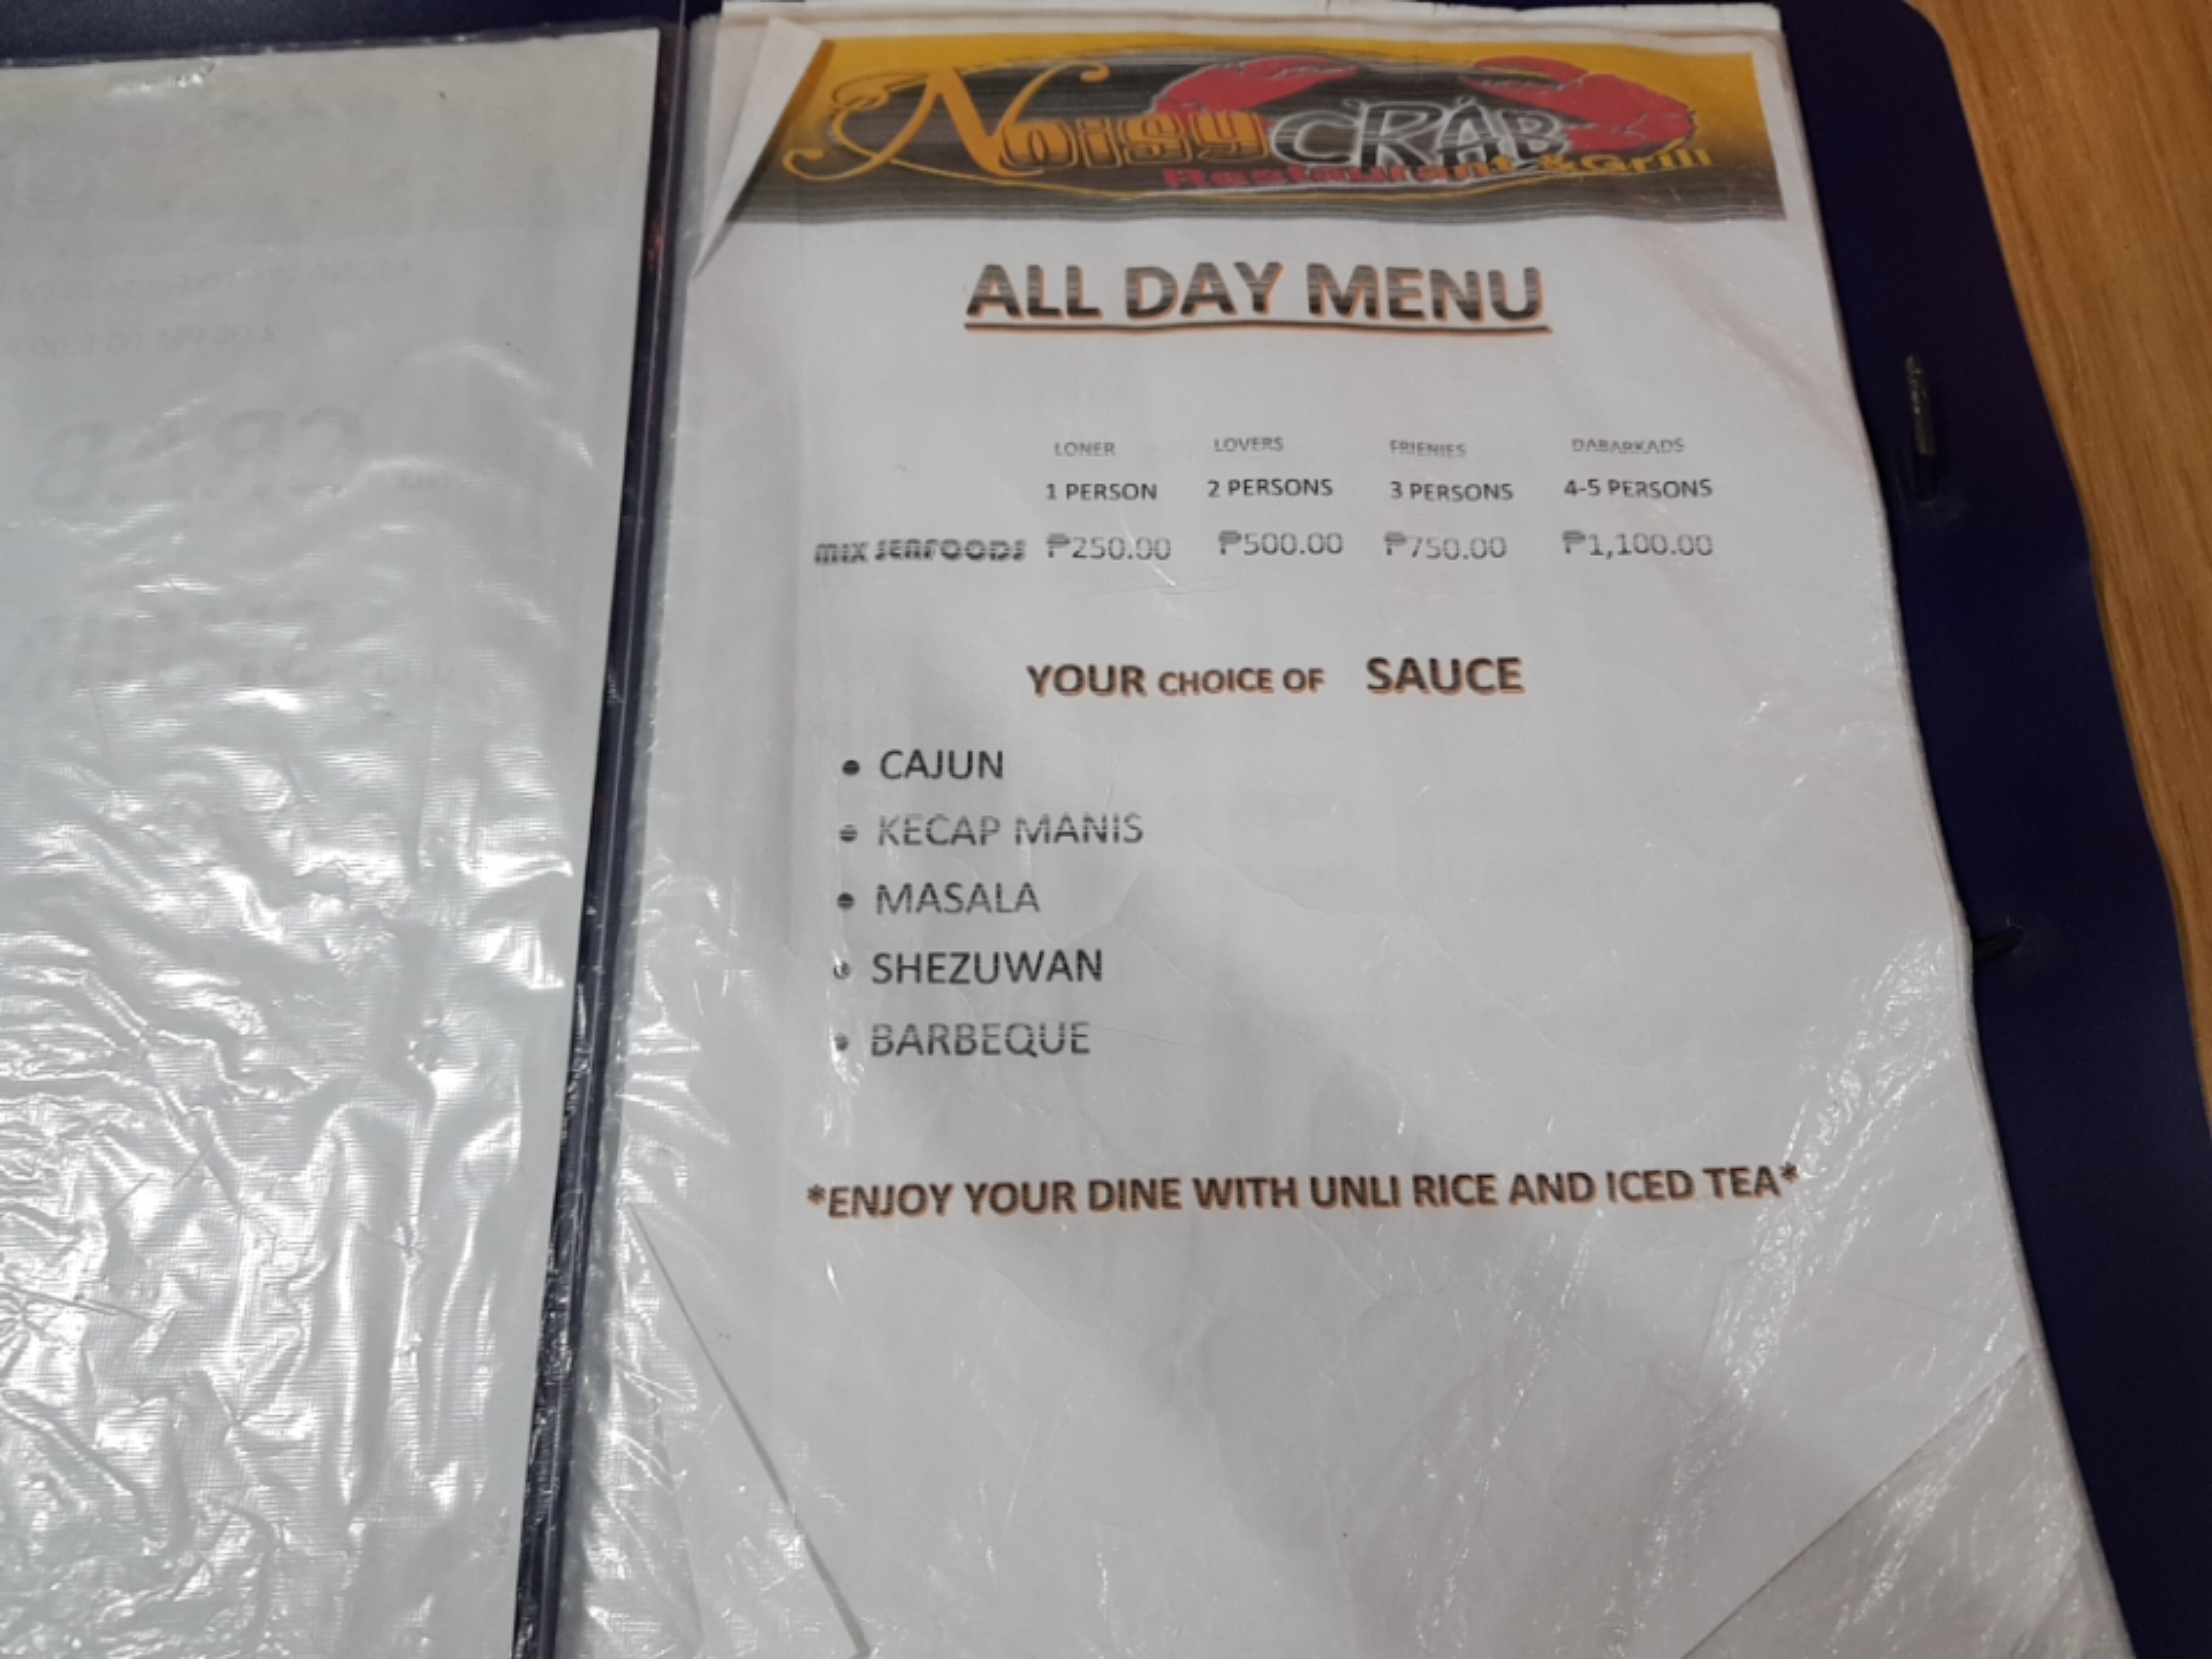 Noisy CRAB
Restaurant & Grill
ALL DAY MENU
LONER LOVERS FRIENIES DABARKADS
1 PERSON 2 PERSONS 3 PERSONS 4-5 PERSONS
MIX SEAFOODS ₱250.00 ₱500.00 ₱750.00 ₱1,100.00
YOUR CHOICE OF SAUCE
• CAJUN
• KECAP MANIS
• MASALA
• SHEZUWAN
• BARBEQUE
*ENJOY YOUR DINE WITH UNLI RICE AND ICED TEA*